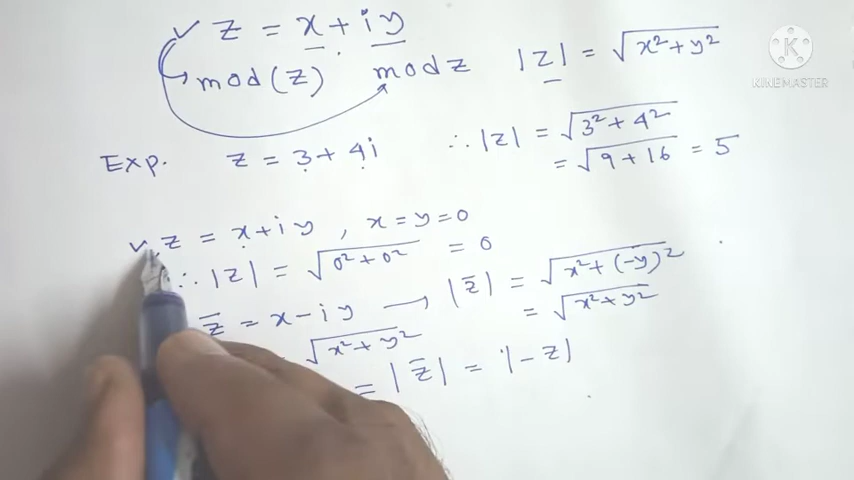 ✓ z = x + iy
mod(z) mod z |z| = √(x² + y²)
K
KINEMASTER
Exp. z = 3 + 4i ∴ |z| = √(3² + 4²)
= √(9 + 16) = 5
✓ z = x + iy , x = y = 0
∴ |z| = √(0² + 0²) = 0
z̅ = x - iy ⟶ |z̅| = √(x² + (-y)²)
= √(x² + y²)
= √(x² + y²)
= |z̅| = |-z|